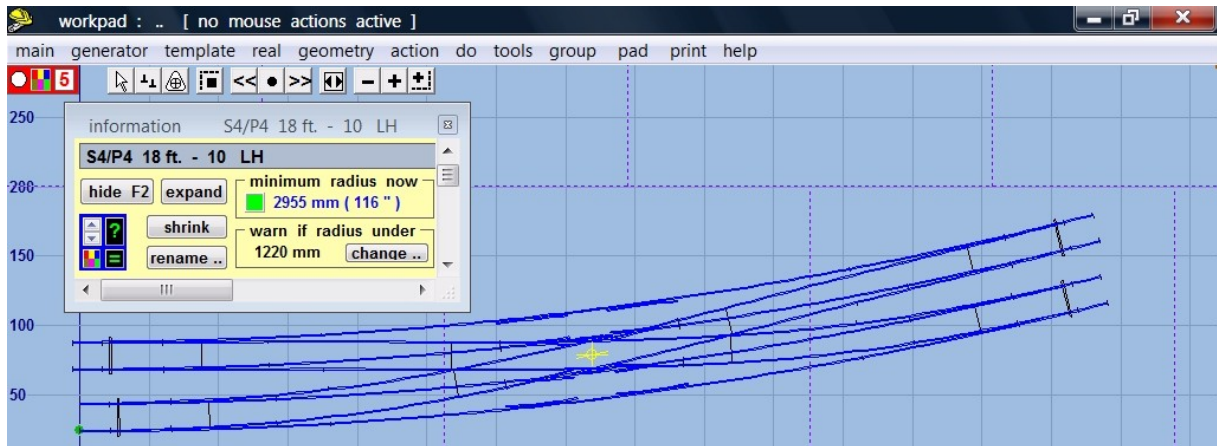 workpad : .. [ no mouse actions active ]
main generator template real geometry action do tools group pad print help
5 << ● >> − +
250
information S4/P4 18 ft. - 10 LH
S4/P4 18 ft. - 10 LH
hide F2 expand minimum radius now
2955 mm ( 116 " )
200
? shrink warn if radius under
= rename .. 1220 mm change ..
150
100
50